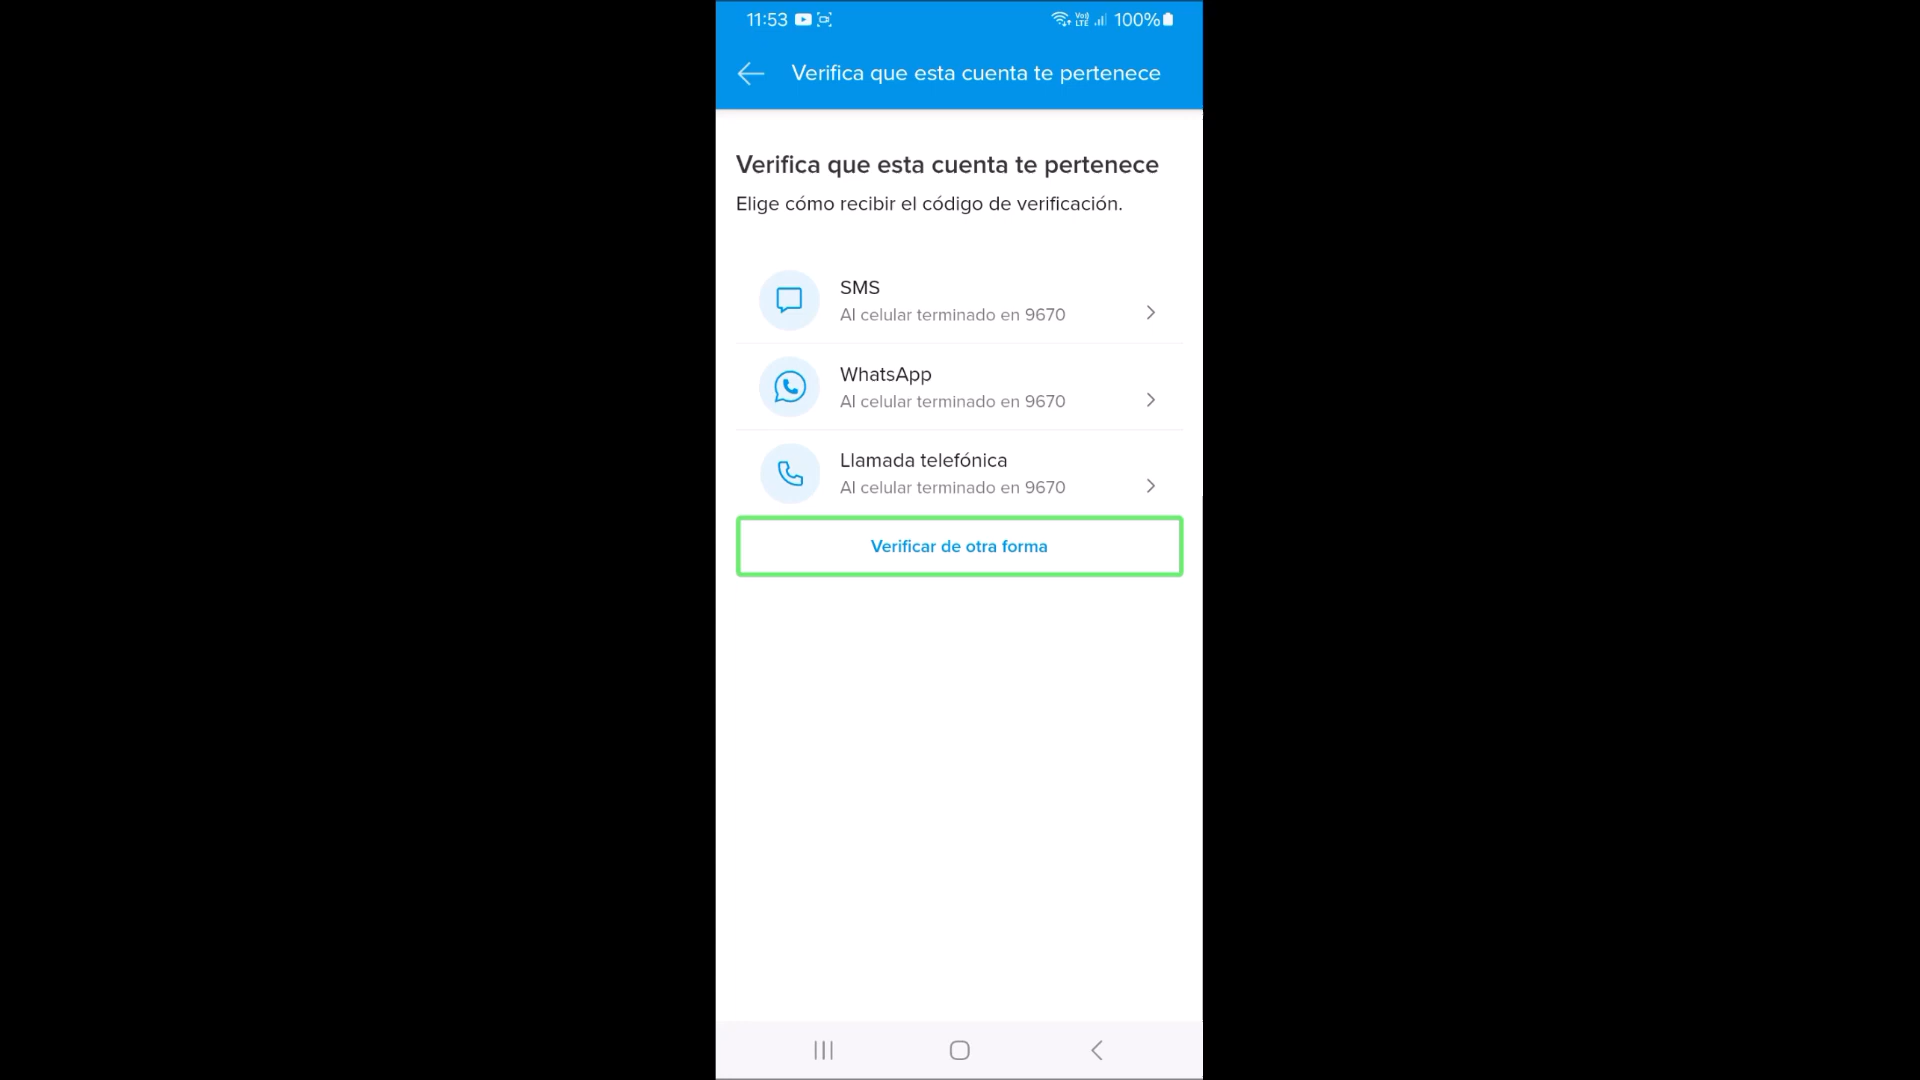 11:53
Vo) LTE 100%
Verifica que esta cuenta te pertenece
Verifica que esta cuenta te pertenece
Elige cómo recibir el código de verificación.
SMS
Al celular terminado en 9670
WhatsApp
Al celular terminado en 9670
Llamada telefónica
Al celular terminado en 9670
Verificar de otra forma